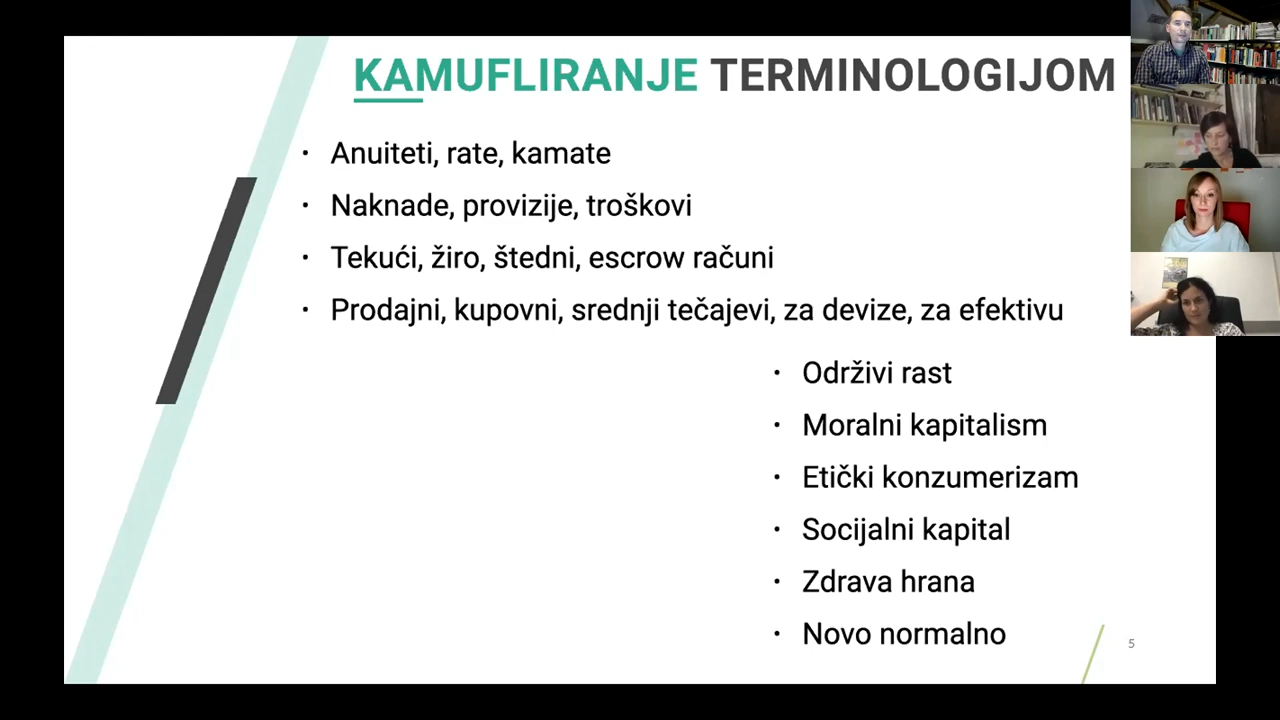 KAMUFLIRANJE TERMINOLOGIJOM
· Anuiteti, rate, kamate
· Naknade, provizije, troškovi
· Tekući, žiro, štedni, escrow računi
· Prodajni, kupovni, srednji tečajevi, za devize, za efektivu
· Održivi rast
· Moralni kapitalism
· Etički konzumerizam
· Socijalni kapital
· Zdrava hrana
· Novo normalno
5